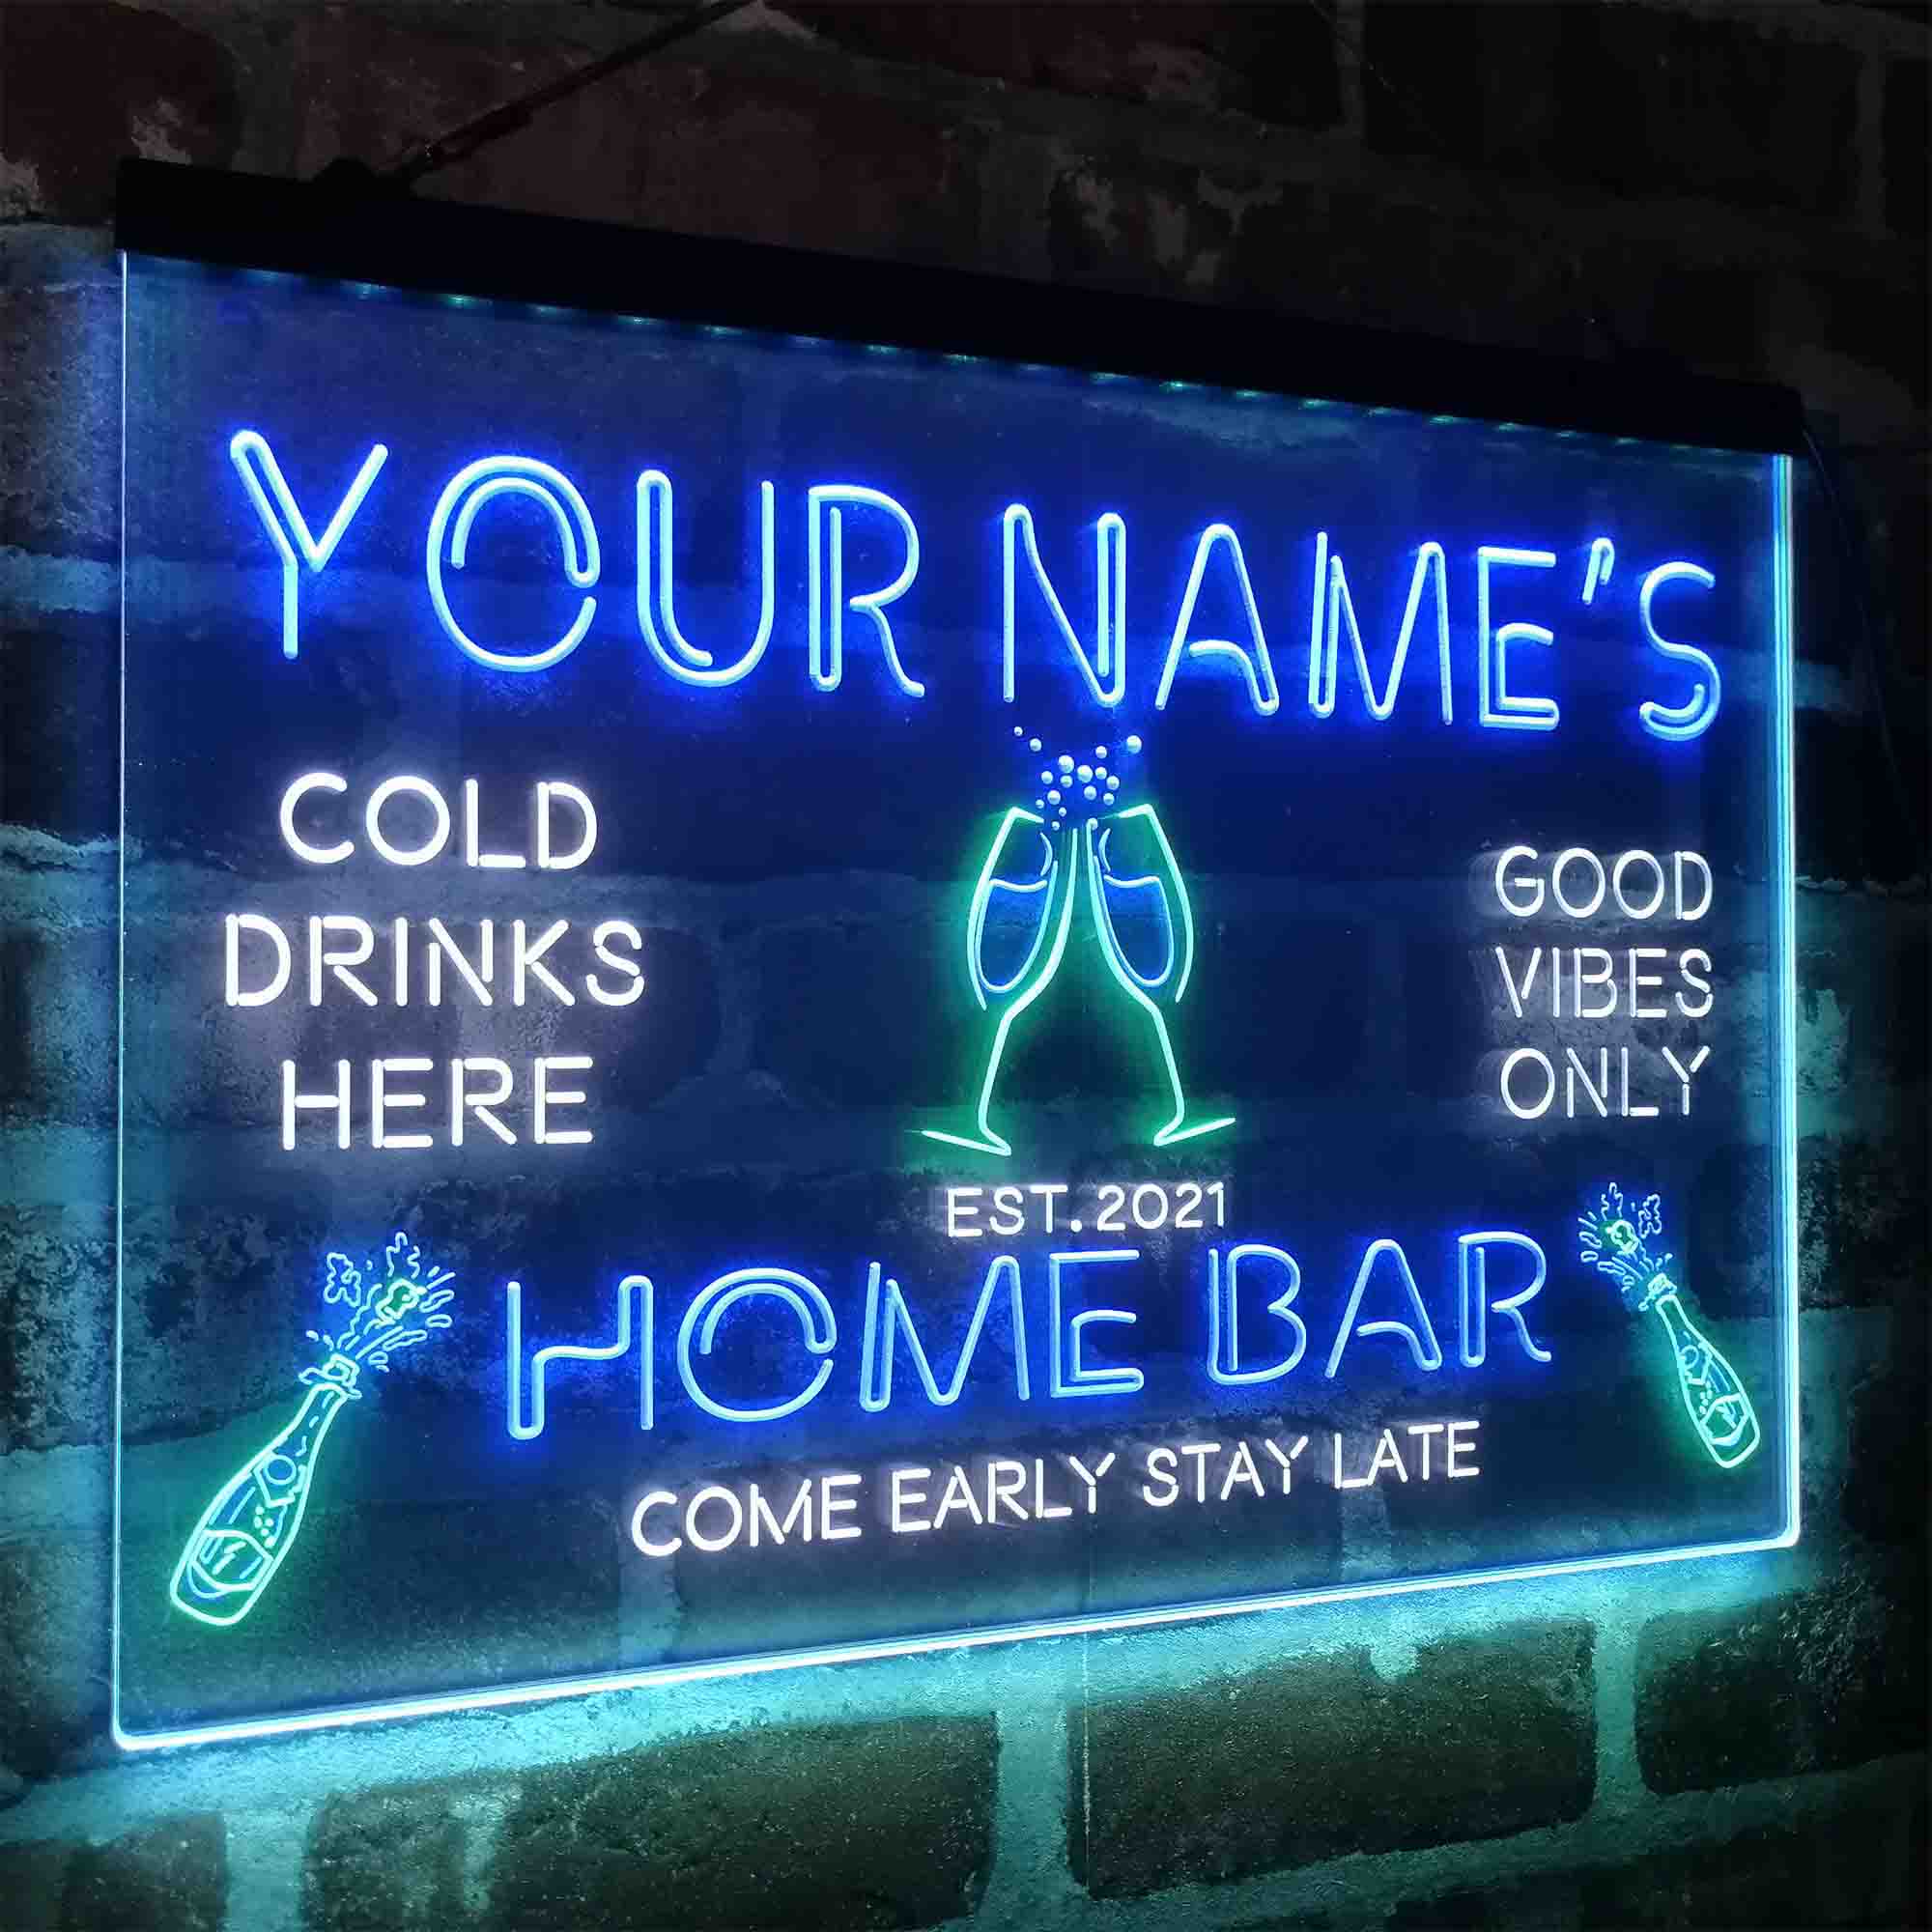 YOUR NAME'S
COLD
DRINKS
HERE
GOOD
VIBES
ONLY
EST.2021
HOME BAR
COME EARLY STAY LATE